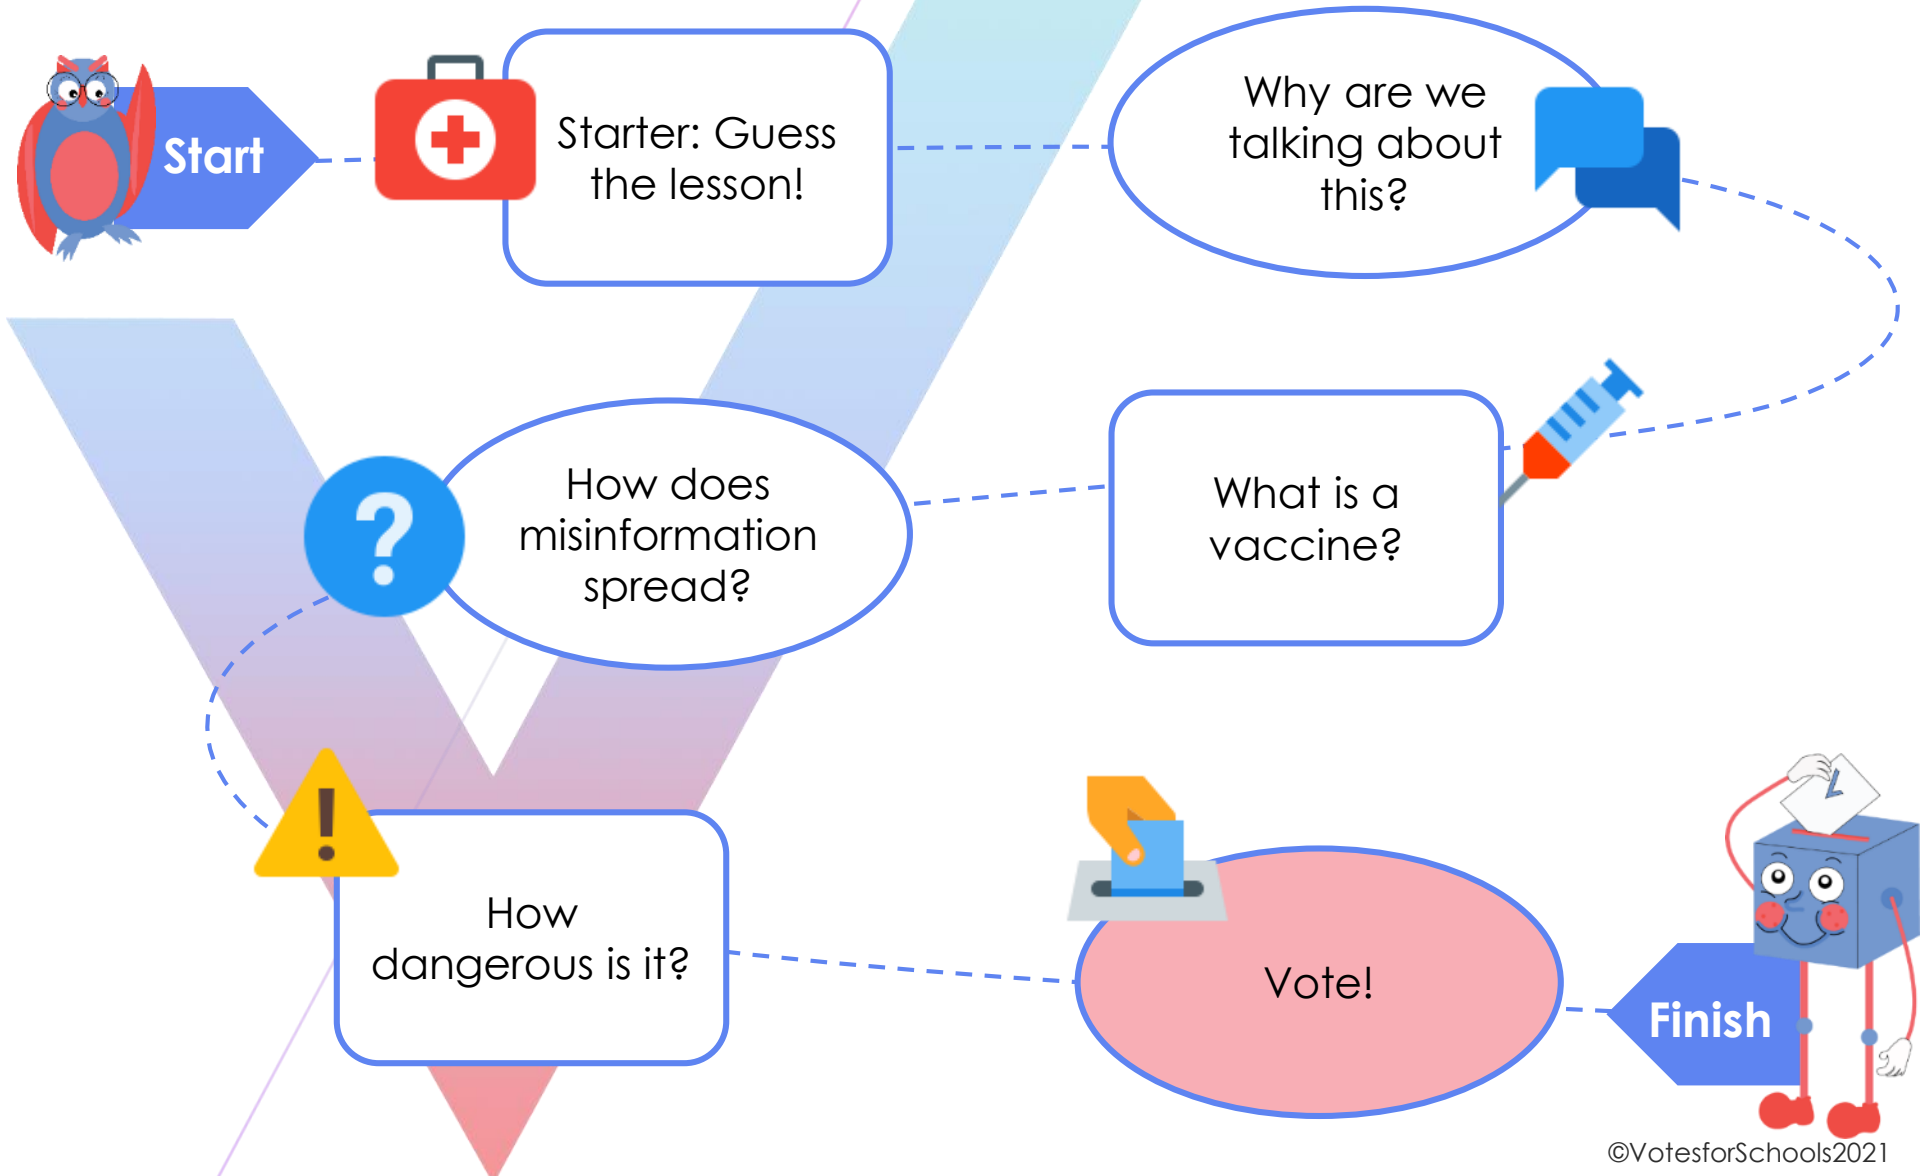 Start
Starter: Guess
the lesson!
Why are we
talking about
this?
What is a
vaccine?
How does
misinformation
spread?
?
!
How
dangerous is it?
Vote!
Finish
©VotesforSchools2021